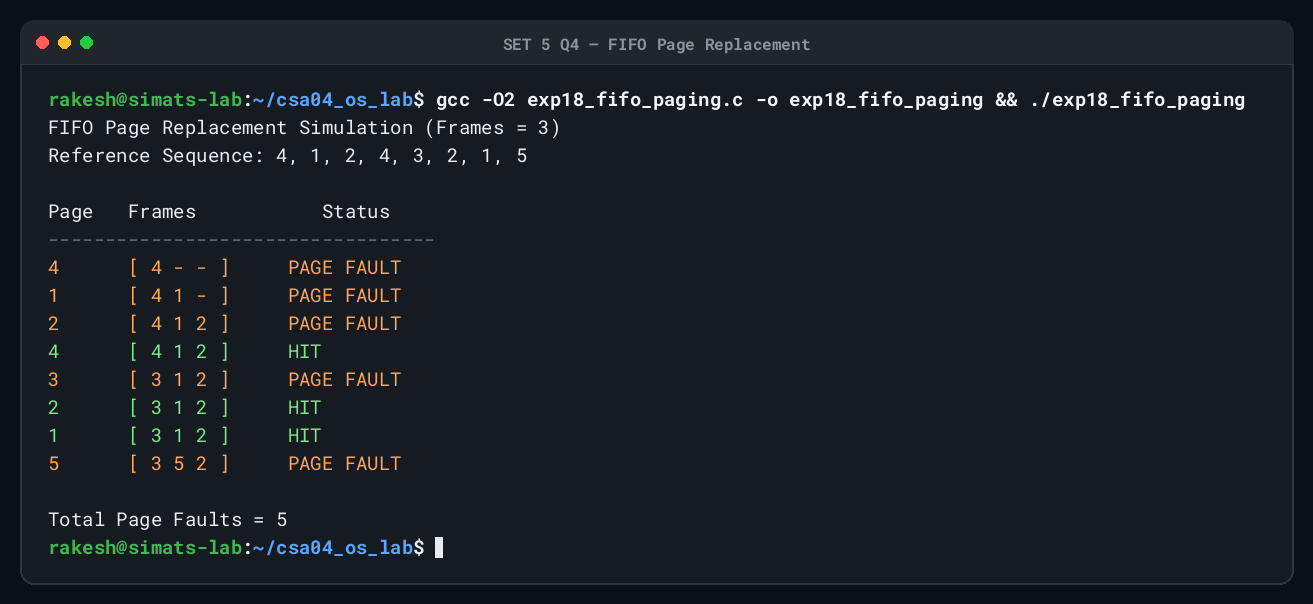 SET 5 Q4 — FIFO Page Replacement
rakesh@simats-lab:~/csa04_os_lab$ gcc -O2 exp18_fifo_paging.c -o exp18_fifo_paging && ./exp18_fifo_paging
FIFO Page Replacement Simulation (Frames = 3)
Reference Sequence: 4, 1, 2, 4, 3, 2, 1, 5
Page   Frames           Status
----------------------------------
4      [ 4 - - ]     PAGE FAULT
1      [ 4 1 - ]     PAGE FAULT
2      [ 4 1 2 ]     PAGE FAULT
4      [ 4 1 2 ]     HIT
3      [ 3 1 2 ]     PAGE FAULT
2      [ 3 1 2 ]     HIT
1      [ 3 1 2 ]     HIT
5      [ 3 5 2 ]     PAGE FAULT
Total Page Faults = 5
rakesh@simats-lab:~/csa04_os_lab$